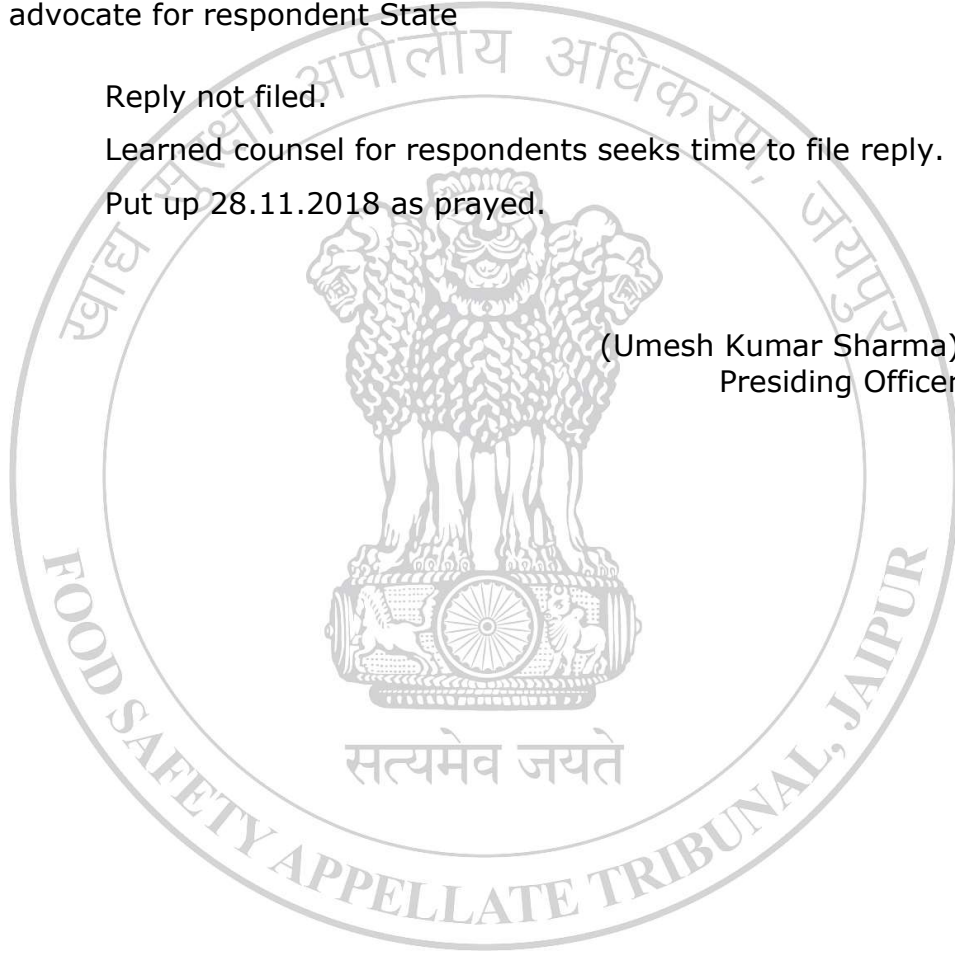 advocate for respondent State
Reply not filed.
Learned counsel for respondents seeks time to file reply.
Put up 28.11.2018 as prayed.
(Umesh Kumar Sharma)
Presiding Officer
खाद्य सुरक्षा अपीलीय अधिकरण, जयपुर
सत्यमेव जयते
FOOD SAFETY APPELLATE TRIBUNAL, JAIPUR